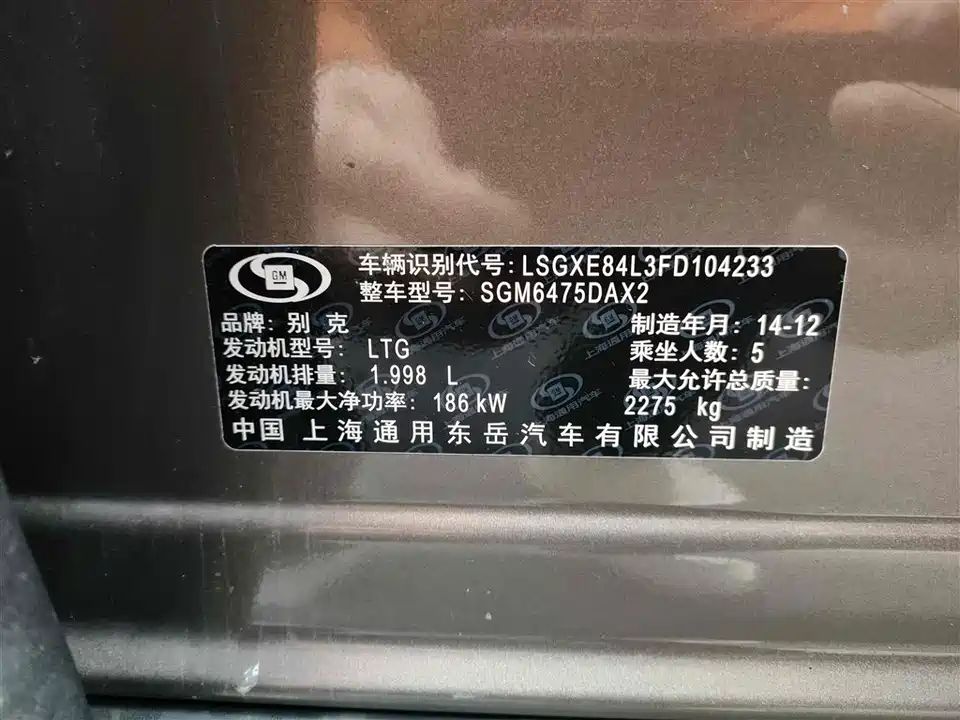 GM
车辆识别代号: LSGXE84L3FD104233
整车型号: SGM6475DAX2
品牌: 别 克
制造年月: 14-12
发动机型号: LTG
乘坐人数: 5
发动机排量: 1.998 L
最大允许总质量:
发动机最大净功率: 186 kW
2275 kg
中国 上海通用东岳汽车有限公司制造